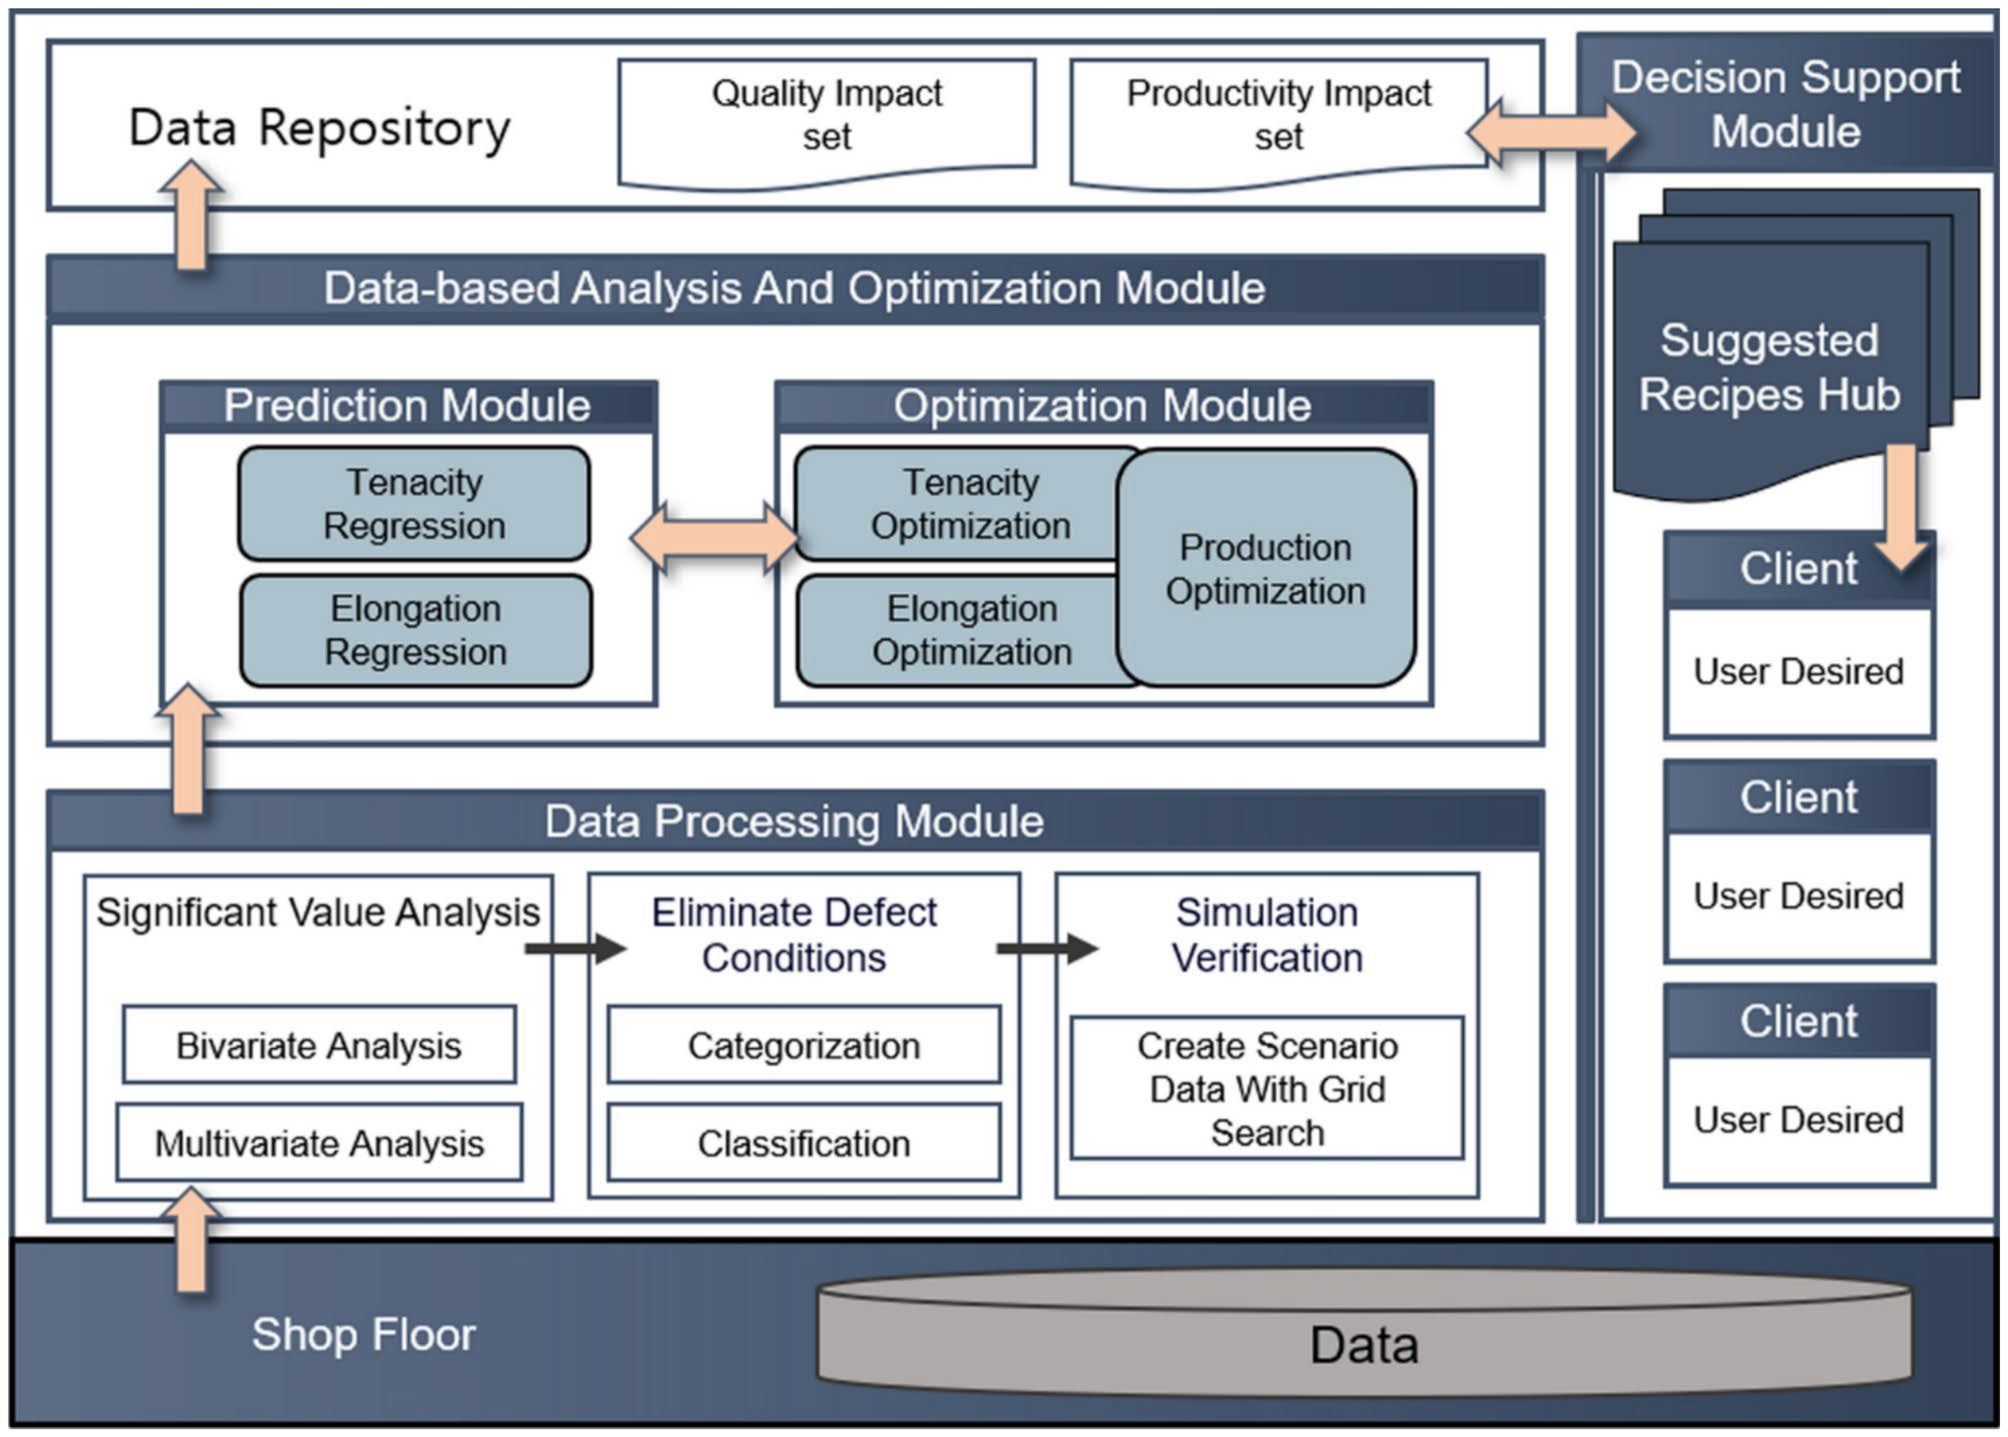 Data Repository
Quality Impact
set
Productivity Impact
set
Decision Support
Module
Data-based Analysis And Optimization Module
Prediction Module
Tenacity
Regression
Elongation
Regression
Optimization Module
Tenacity
Optimization
Elongation
Optimization
Production
Optimization
Suggested
Recipes Hub
Client
User Desired
Client
User Desired
Client
User Desired
Data Processing Module
Significant Value Analysis
Bivariate Analysis
Multivariate Analysis
Eliminate Defect
Conditions
Categorization
Classification
Simulation
Verification
Create Scenario
Data With Grid
Search
Shop Floor
Data